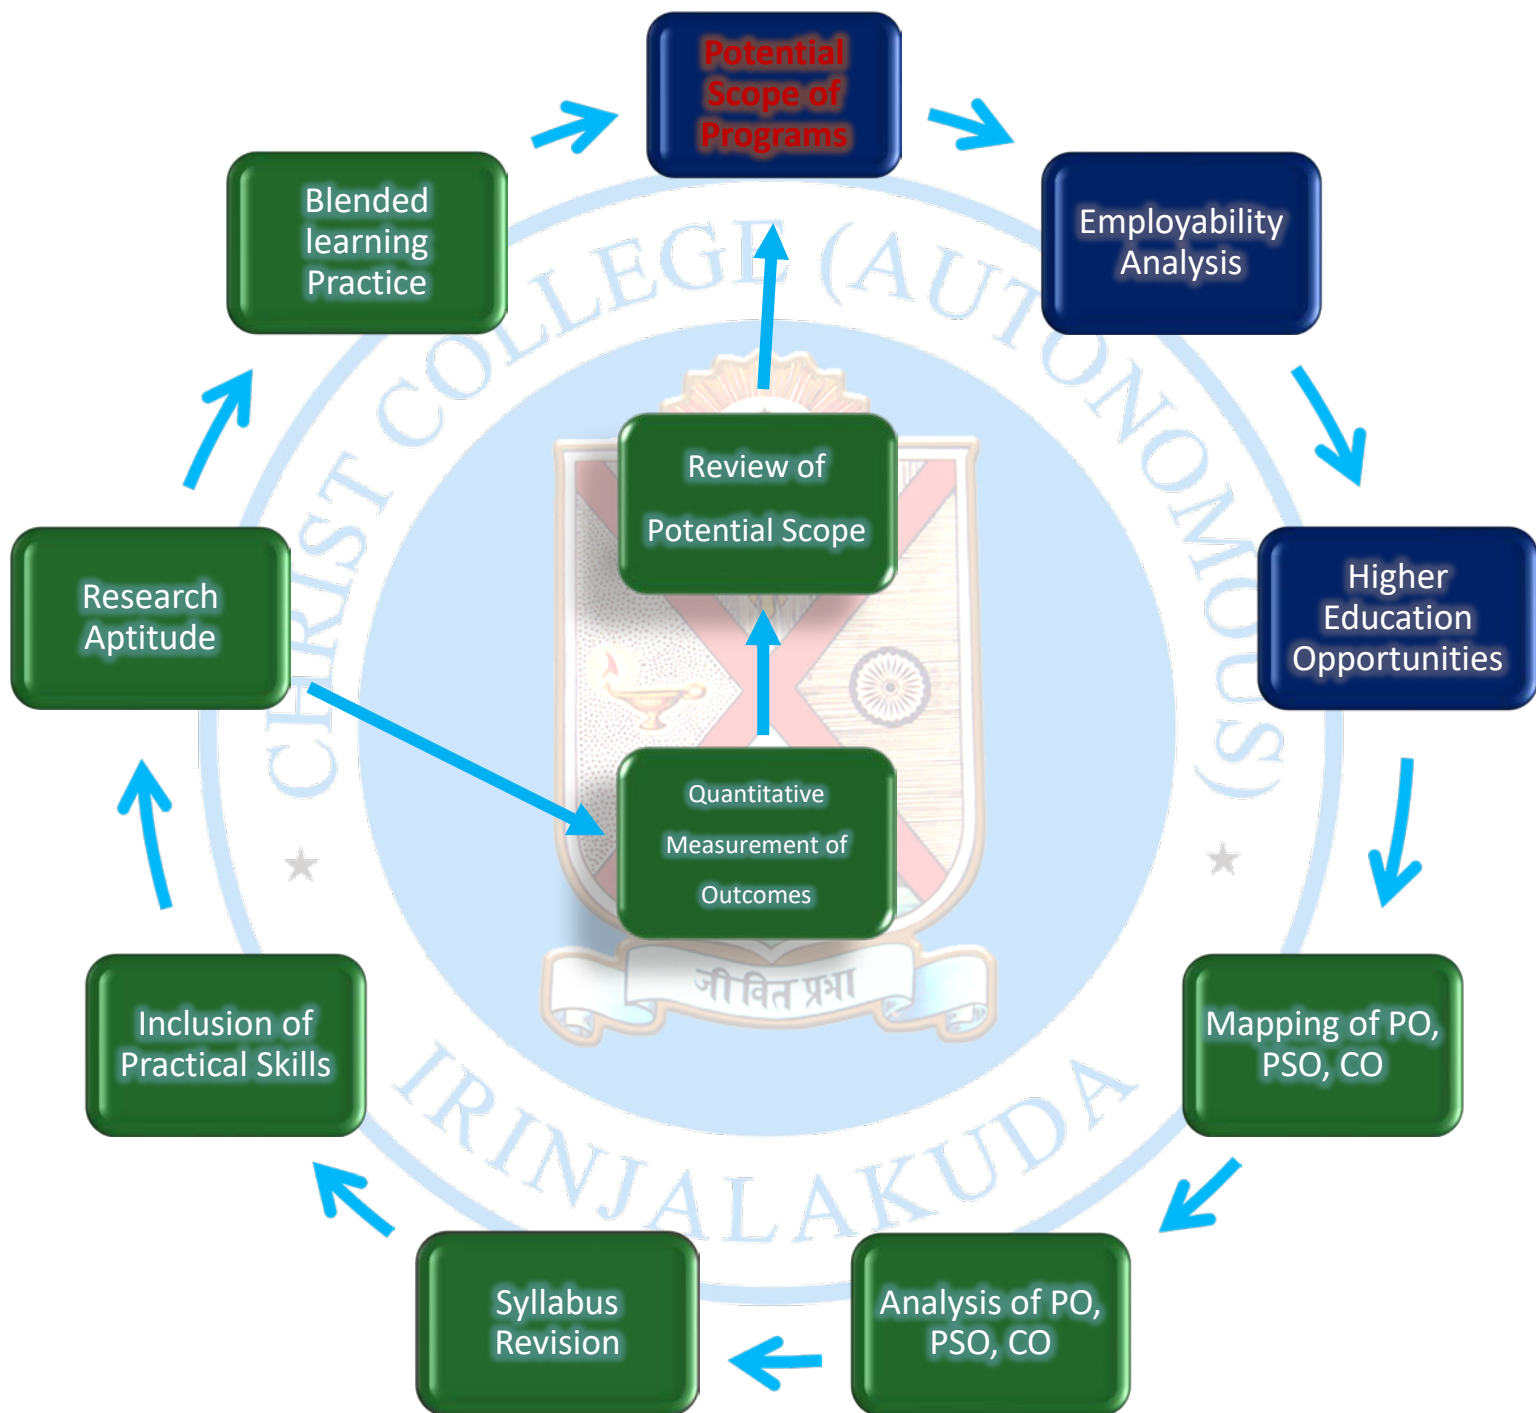 Potential
Scope of
Programs
Employability
Analysis
Higher
Education
Opportunities
Mapping of PO,
PSO, CO
Analysis of PO,
PSO, CO
Syllabus
Revision
Inclusion of
Practical Skills
Research
Aptitude
Blended
learning
Practice
Review of
Potential Scope
Quantitative
Measurement of
Outcomes
CHRIST COLLEGE (AUTONOMOUS)
IRINJALAKUDA
जीवित प्रभा